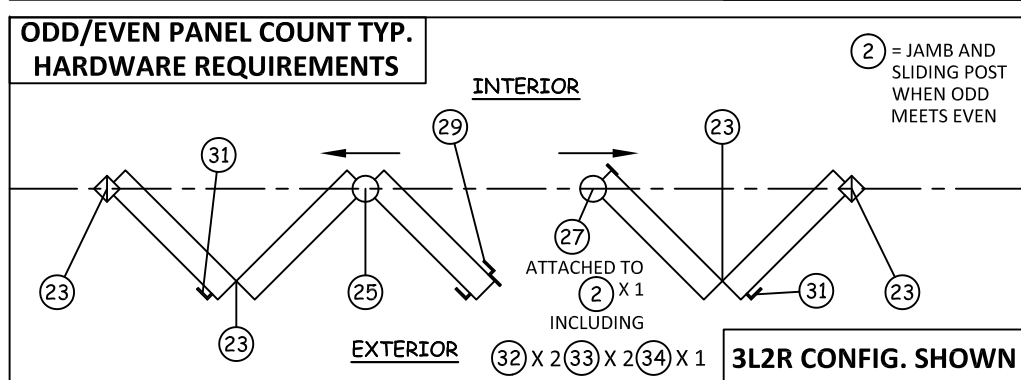 ODD/EVEN PANEL COUNT TYP.
HARDWARE REQUIREMENTS
2 = JAMB AND
SLIDING POST
WHEN ODD
MEETS EVEN
INTERIOR
29
23
31
27
23
25
ATTACHED TO
2 X 1
INCLUDING
31
23
23
EXTERIOR
32 X 2 33 X 2 34 X 1
3L2R CONFIG. SHOWN